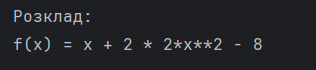 Розклад:
f(x) = x + 2 * 2*x**2 - 8